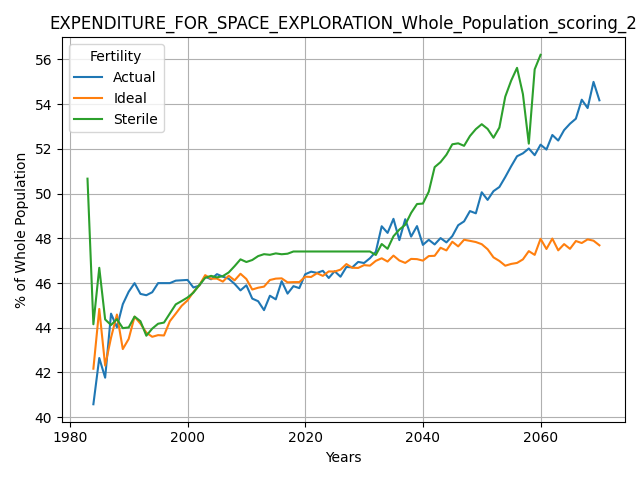 EXPENDITURE_FOR_SPACE_EXPLORATION_Whole_Population_scoring_2
Fertility
Actual
Ideal
Sterile
56
54
52
50
48
46
44
42
40
% of Whole Population
1980 2000 2020 2040 2060
Years